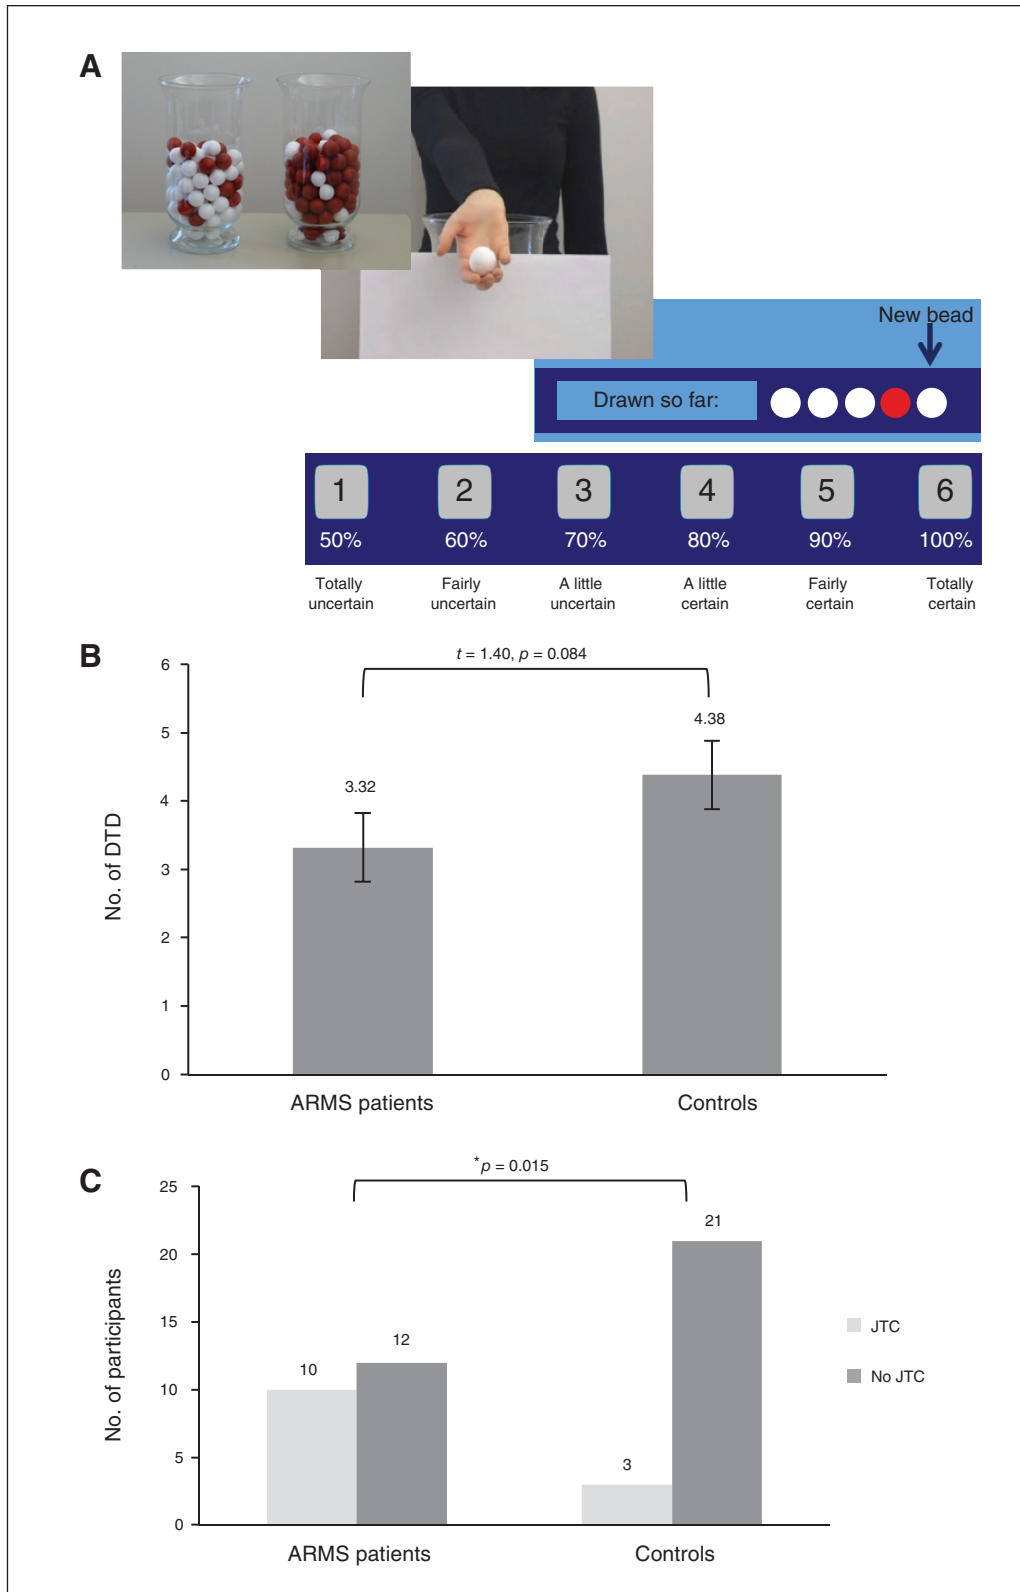 A
New bead
Drawn so far:
1 2 3 4 5 6
50% 60% 70% 80% 90% 100%
Totally Fairly A little A little Fairly Totally
uncertain uncertain uncertain certain certain certain
B
t = 1.40, p = 0.084
6
5
4
3
2
1
0
No. of DTD
3.32
4.38
ARMS patients Controls
C
*p = 0.015
25
20
15
10
5
0
No. of participants
10
12
3
21
JTC
No JTC
ARMS patients Controls